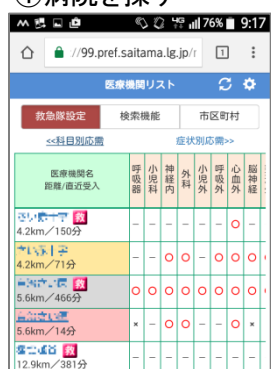 ①病院を探す
76% 9:17
//99.pref.saitama.lg.jp/r 1
医療機関リスト
救急隊設定 検索機能 市区町村
<<科目別応需 症状別応需>>
医療機関名
距離/直近受入
呼吸器 小児科 神経内 外科 小児外 呼吸外 心血外 脳神経
救
4.2km／150分 － － － － － － ○ －
4.2km／71分 － － ○ ○ － － ○ ○
救
5.6km／466分 ○ ○ ○ ○ ○ ○ ○ ○
5.6km／14分 × － ○ ○ － － ○ ×
救
12.9km／381分 － － － － － － － －